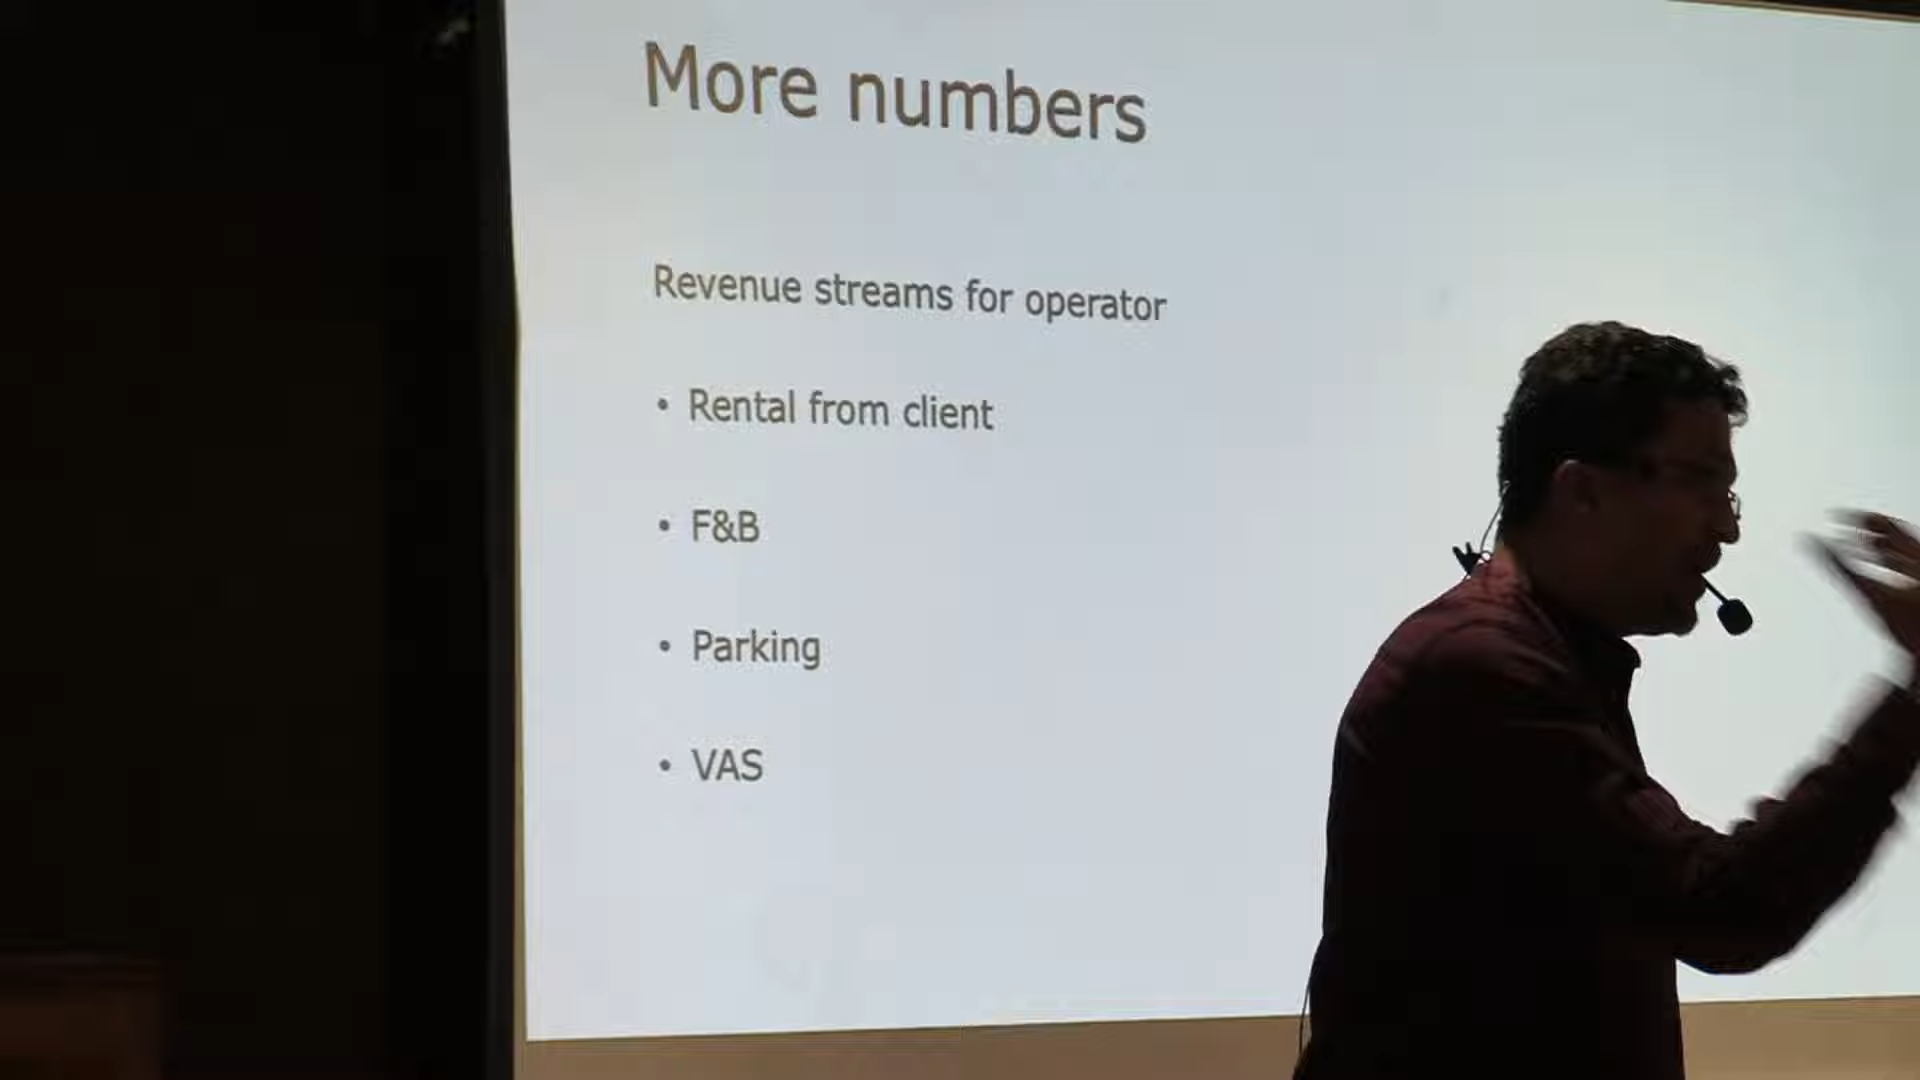 More numbers
Revenue streams for operator
• Rental from client
• F&B
• Parking
• VAS